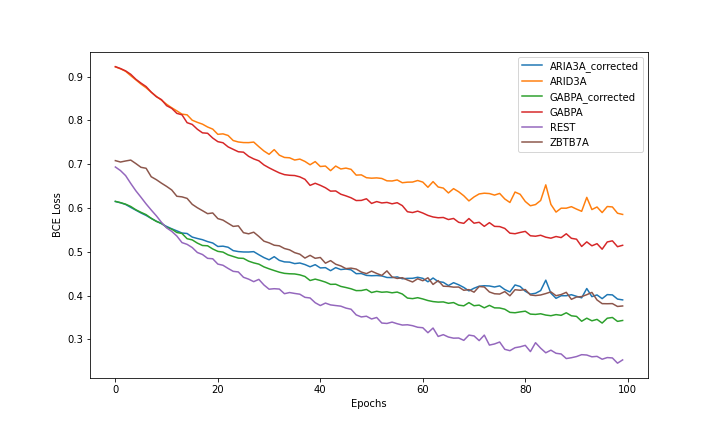 ARIA3A_corrected
ARID3A
GABPA_corrected
GABPA
REST
ZBTB7A
BCE Loss
0.9
0.8
0.7
0.6
0.5
0.4
0.3
0 20 40 60 80 100
Epochs